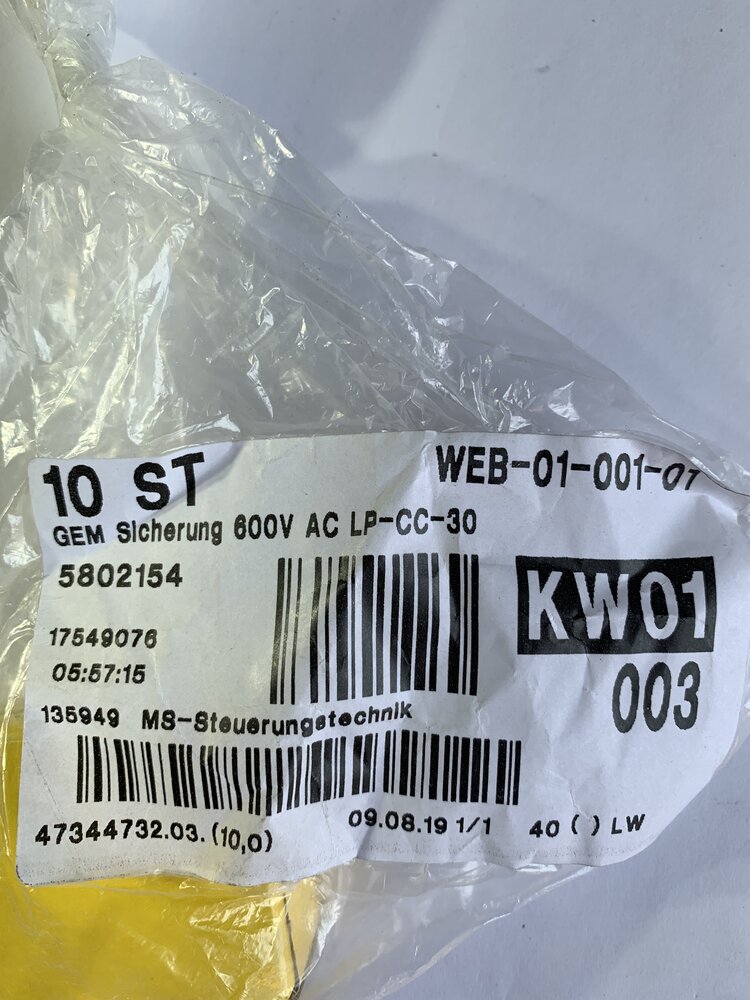 10 ST
WEB-01-001-01
GEM Sicherung 600V AC LP-CC-30
5802154
KW01
17549076
003
05:57:15
135949 MS-Steuerungstechnik
47344732.03.(10,0)
09.08.19 1/1
40 ( ) LW